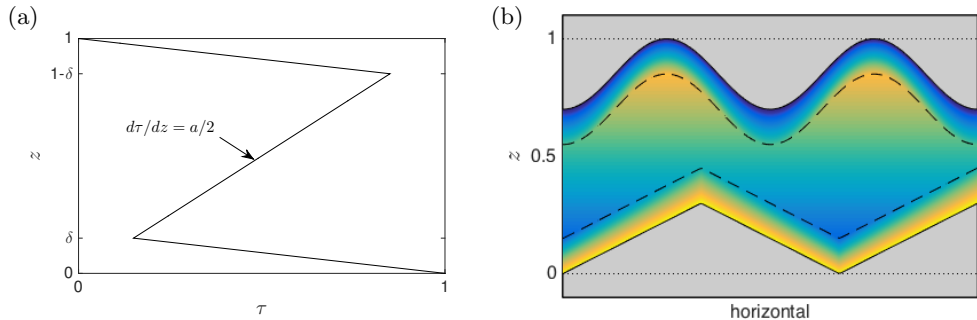 (a)
1
1-δ
dτ/dz = a/2
z
δ
0
0
1
τ
(b)
1
z
0.5
0
horizontal